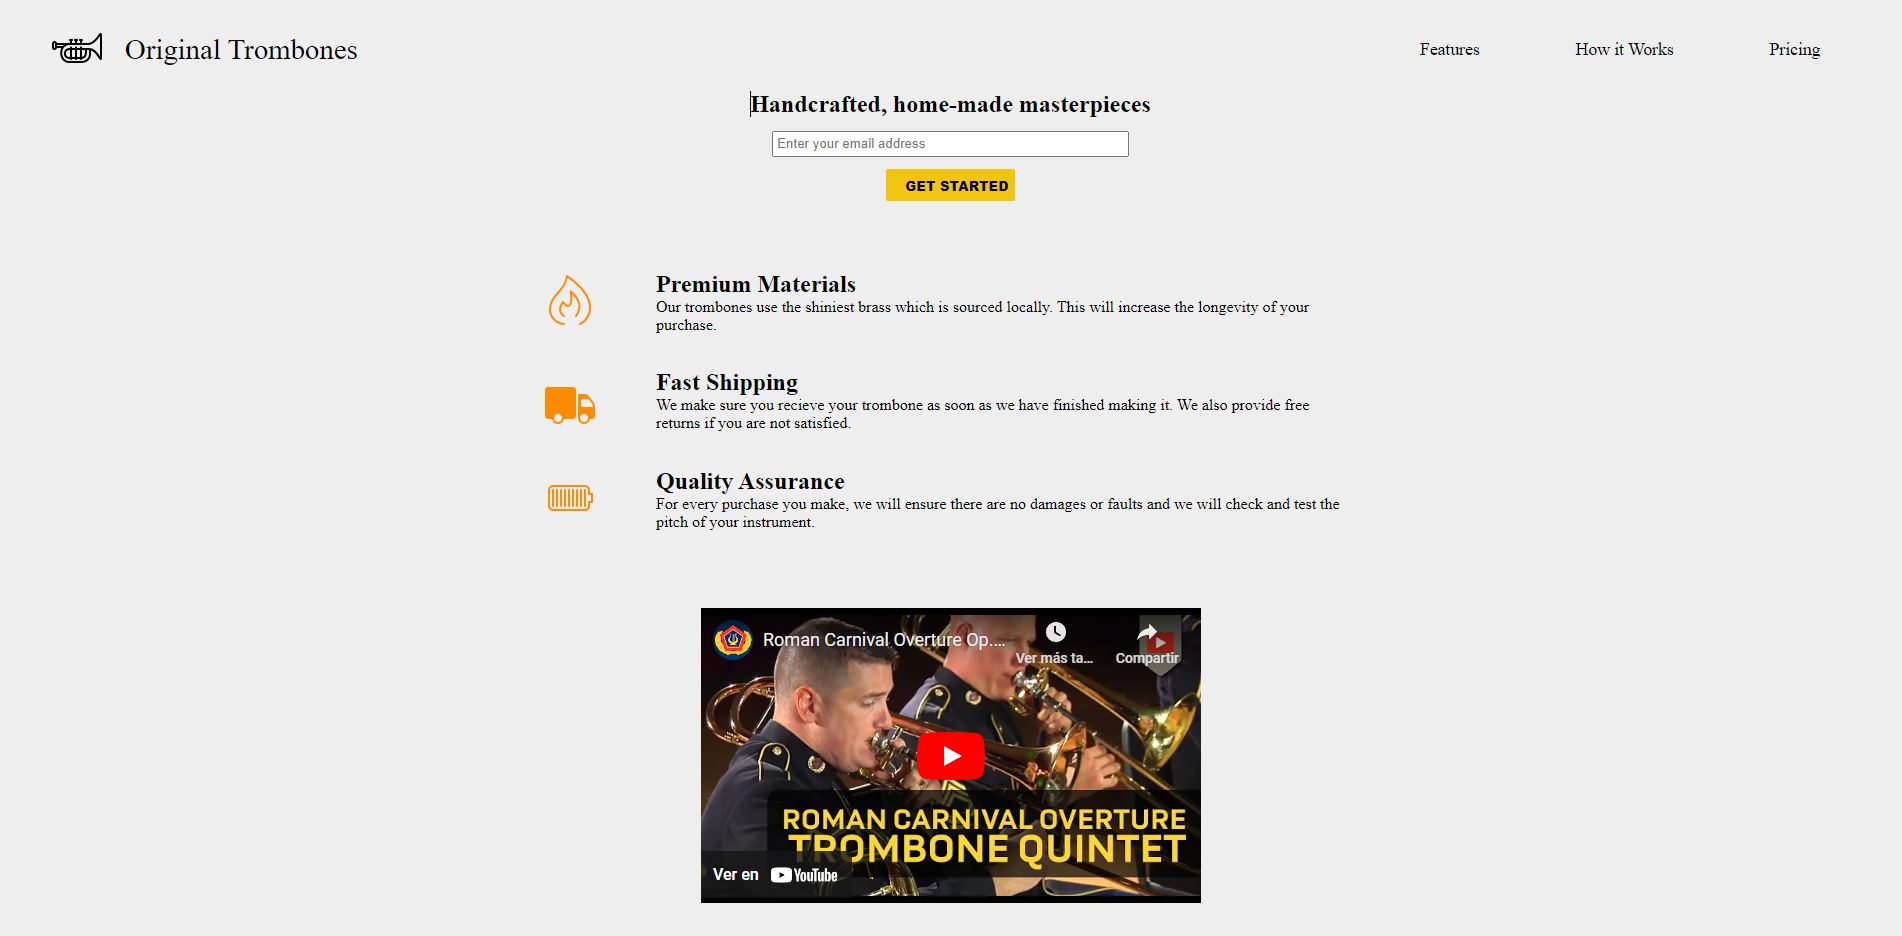 Original Trombones
Features
How it Works
Pricing
Handcrafted, home-made masterpieces
Enter your email address
GET STARTED
Premium Materials
Our trombones use the shiniest brass which is sourced locally. This will increase the longevity of your
purchase.
Fast Shipping
We make sure you recieve your trombone as soon as we have finished making it. We also provide free
returns if you are not satisfied.
Quality Assurance
For every purchase you make, we will ensure there are no damages or faults and we will check and test the
pitch of your instrument.
Roman Carnival Overture Op....
Ver más ta...
Compartir
ROMAN CARNIVAL OVERTURE
TROMBONE QUINTET
Ver en YouTube